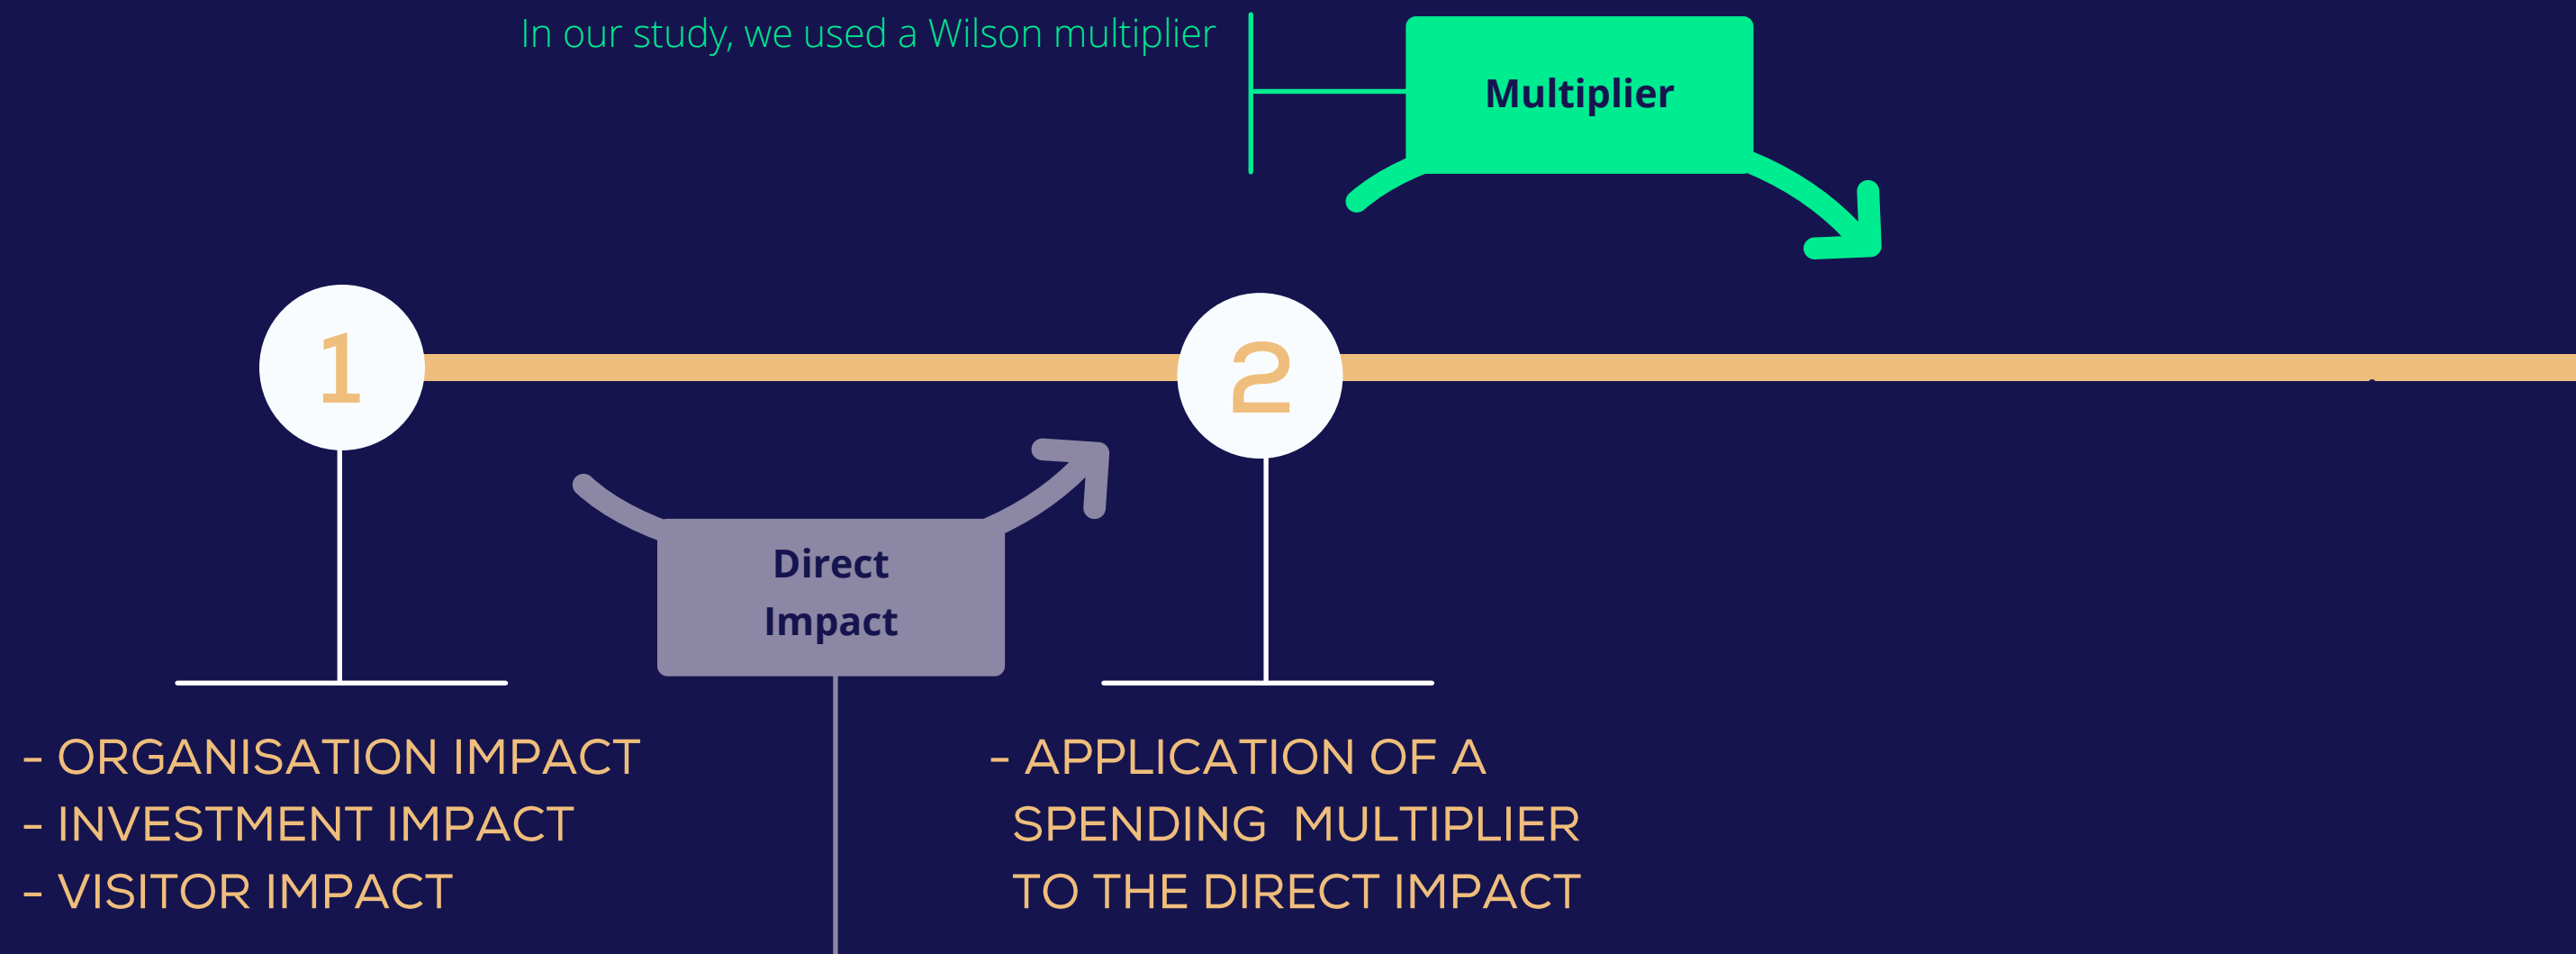 In our study, we used a Wilson multiplier
Multiplier
1
2
Direct
Impact
- ORGANISATION IMPACT
- INVESTMENT IMPACT
- VISITOR IMPACT
- APPLICATION OF A
SPENDING MULTIPLIER
TO THE DIRECT IMPACT